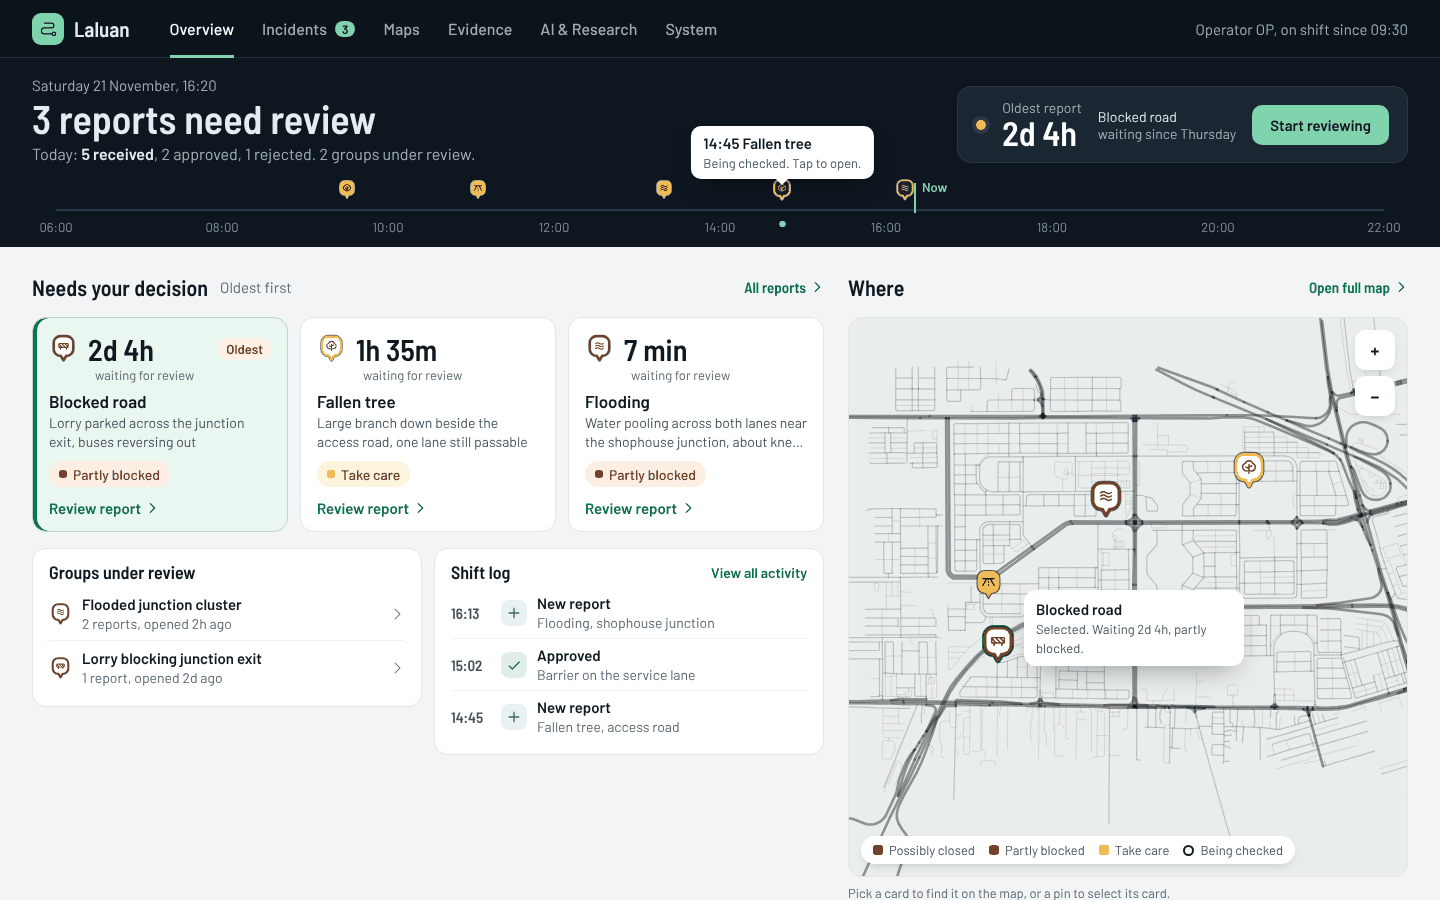 Laluan
Overview
Incidents 3
Maps
Evidence
AI & Research
System
Operator OP, on shift since 09:30
Saturday 21 November, 16:20
3 reports need review
Today: 5 received, 2 approved, 1 rejected. 2 groups under review.
Oldest report
2d 4h
Blocked road
waiting since Thursday
Start reviewing
14:45 Fallen tree
Being checked. Tap to open.
Now
06:00
08:00
10:00
12:00
14:00
16:00
18:00
20:00
22:00
Needs your decision
Oldest first
All reports
2d 4h
Oldest
waiting for review
Blocked road
Lorry parked across the junction
exit, buses reversing out
Partly blocked
Review report
1h 35m
waiting for review
Fallen tree
Large branch down beside the
access road, one lane still passable
Take care
Review report
7 min
waiting for review
Flooding
Water pooling across both lanes near
the shophouse junction, about kne...
Partly blocked
Review report
Groups under review
Flooded junction cluster
2 reports, opened 2h ago
Lorry blocking junction exit
1 report, opened 2d ago
Shift log
View all activity
16:13
New report
Flooding, shophouse junction
15:02
Approved
Barrier on the service lane
14:45
New report
Fallen tree, access road
Where
Open full map
+
−
Blocked road
Selected. Waiting 2d 4h, partly
blocked.
Possibly closed
Partly blocked
Take care
Being checked
Pick a card to find it on the map, or a pin to select its card.